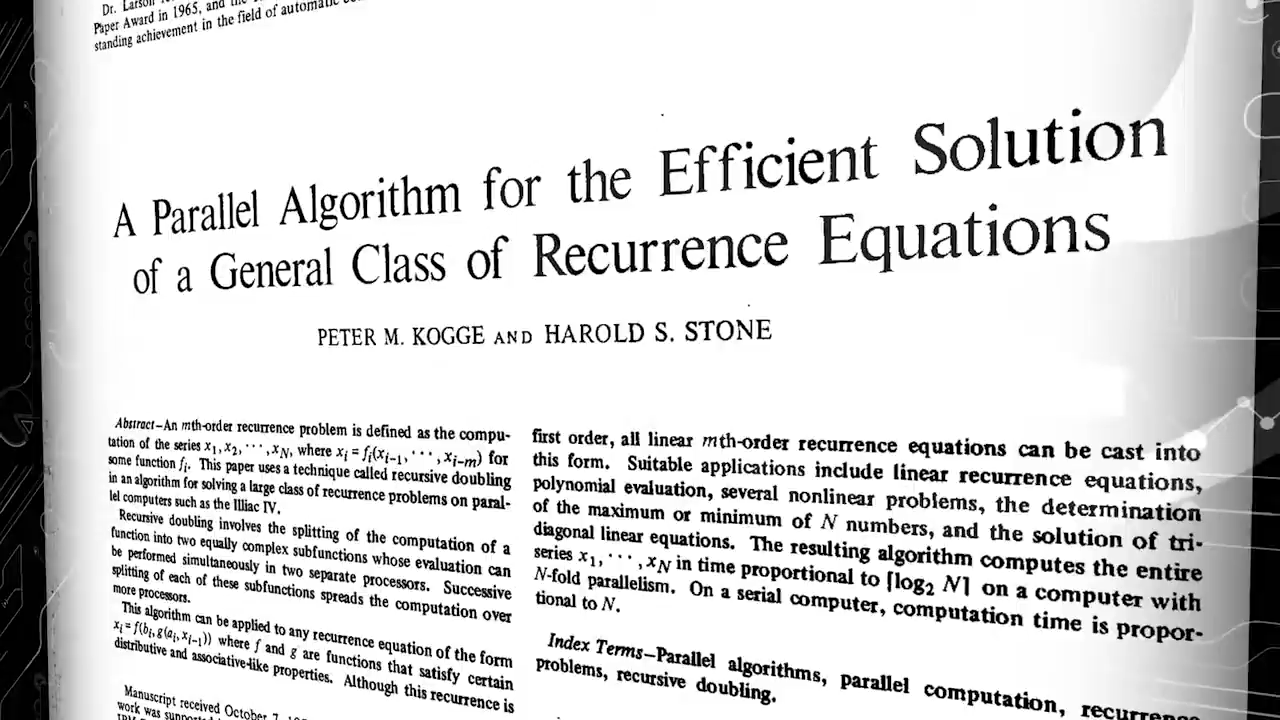 Dr. Larson
Paper Award in 1965, and the
standing achievement in the field of automatic
A Parallel Algorithm for the Efficient Solution
of a General Class of Recurrence Equations
PETER M. KOGGE AND HAROLD S. STONE
Abstract—An mth-order recurrence problem is defined as the compu-
tation of the series x₁, x₂, ⋯, x_N, where x_i = f_i(x_{i−1}, ⋯, x_{i−m}) for
some function f_i. This paper uses a technique called recursive doubling
in an algorithm for solving a large class of recurrence problems on paral-
lel computers such as the Illiac IV.
Recursive doubling involves the splitting of the computation of a
function into two equally complex subfunctions whose evaluation can
be performed simultaneously in two separate processors. Successive
splitting of each of these subfunctions spreads the computation over
more processors.
This algorithm can be applied to any recurrence equation of the form
x_i = f(b_i, g(a_i, x_{i−1})) where f and g are functions that satisfy certain
distributive and associative-like properties. Although this recurrence is
Manuscript received October 7,
work was
first order, all linear mth-order recurrence equations can be cast into
this form. Suitable applications include linear recurrence equations,
polynomial evaluation, several nonlinear problems, the determination
of the maximum or minimum of N numbers, and the solution of tri-
diagonal linear equations. The resulting algorithm computes the entire
series x₁, ⋯, x_N in time proportional to ⌈log₂ N⌉ on a computer with
N-fold parallelism. On a serial computer, computation time is propor-
tional to N.
Index Terms—Parallel algorithms, parallel computation, recurrence
problems, recursive doubling.